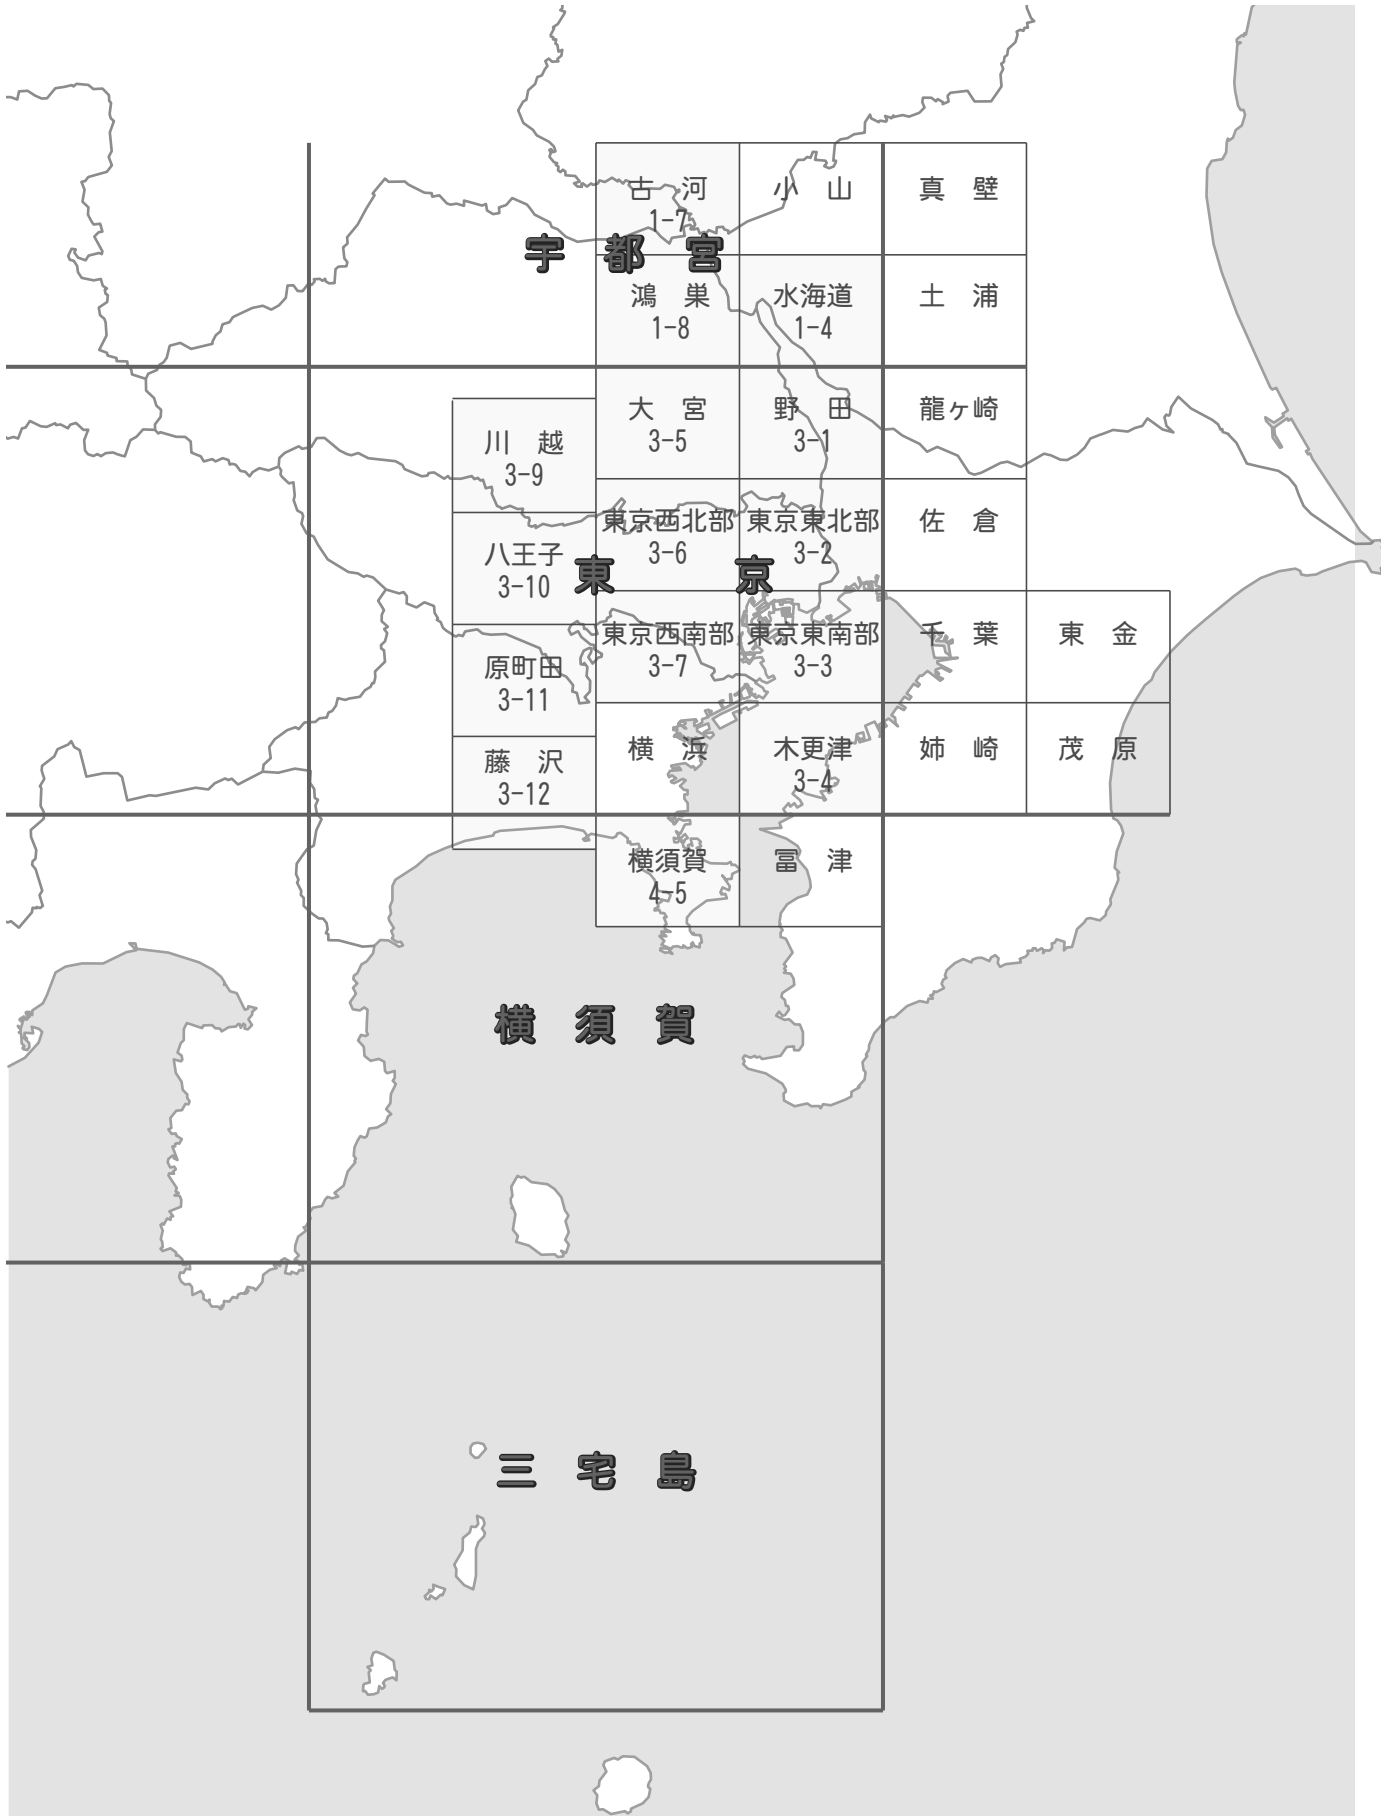 古河
1-7
小山
真壁
宇都宮
鴻巣
1-8
水海道
1-4
土浦
大宮
3-5
野田
3-1
龍ヶ崎
川越
3-9
東京西北部
3-6
東京東北部
3-2
佐倉
八王子
3-10
東京
東京西南部
3-7
東京東南部
3-3
千葉
東金
原町田
3-11
横浜
木更津
3-4
姉崎
茂原
藤沢
3-12
横須賀
4-5
冨津
横須賀
三宅島